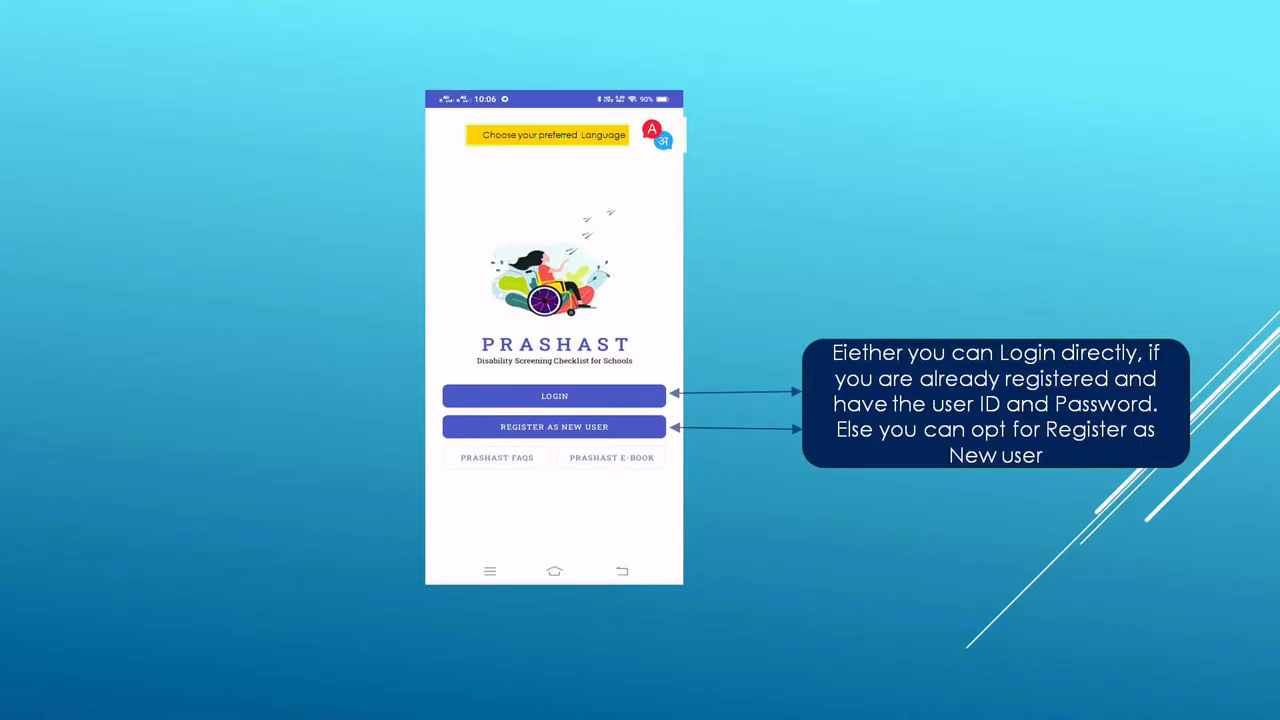 10:06
90%
Choose your preferred Language
A
अ
PRASHAST
Disability Screening Checklist for Schools
LOGIN
REGISTER AS NEW USER
PRASHAST FAQS
PRASHAST E-BOOK
Eiether you can Login directly, if
you are already registered and
have the user ID and Password.
Else you can opt for Register as
New user